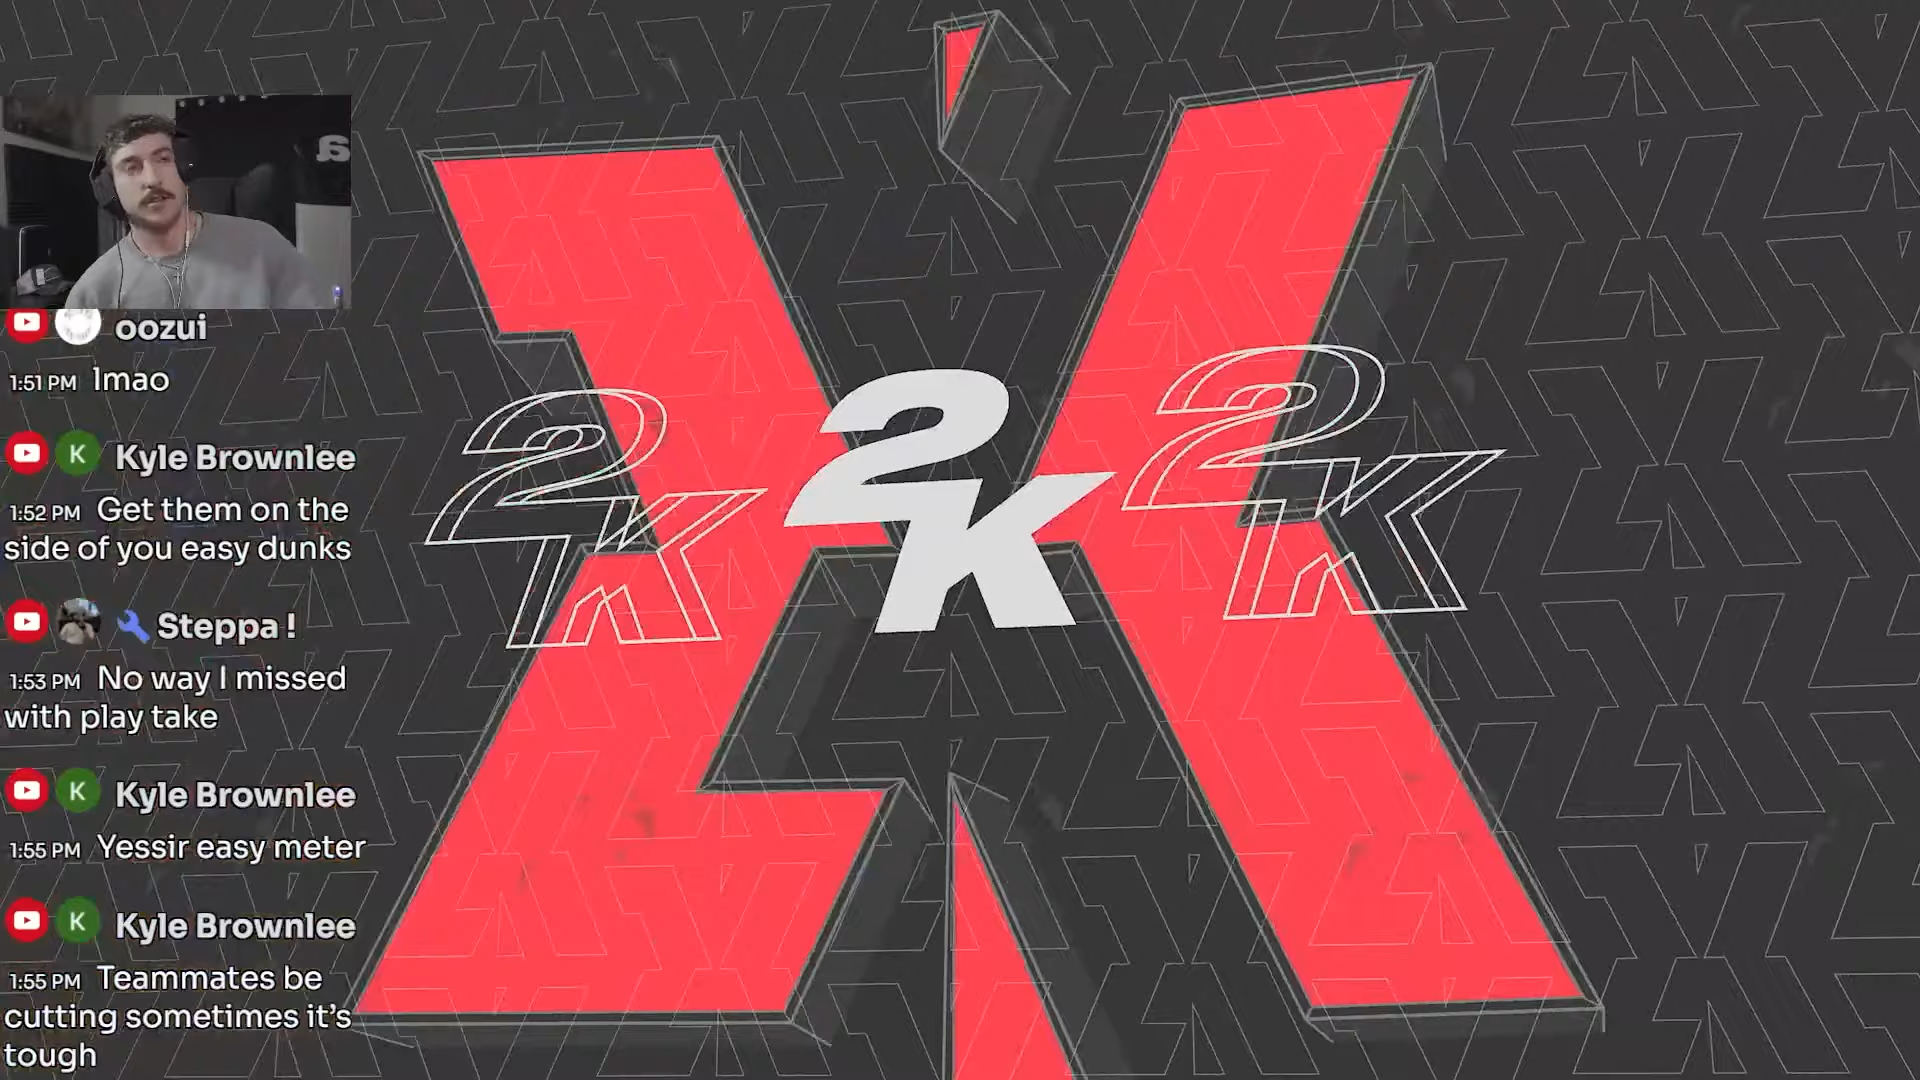 a
oozui
1:51 PM lmao
K Kyle Brownlee
1:52 PM Get them on the
side of you easy dunks
Steppa !
1:53 PM No way I missed
with play take
K Kyle Brownlee
1:55 PM Yessir easy meter
K Kyle Brownlee
1:55 PM Teammates be
cutting sometimes it’s
tough
2K
2K
2K